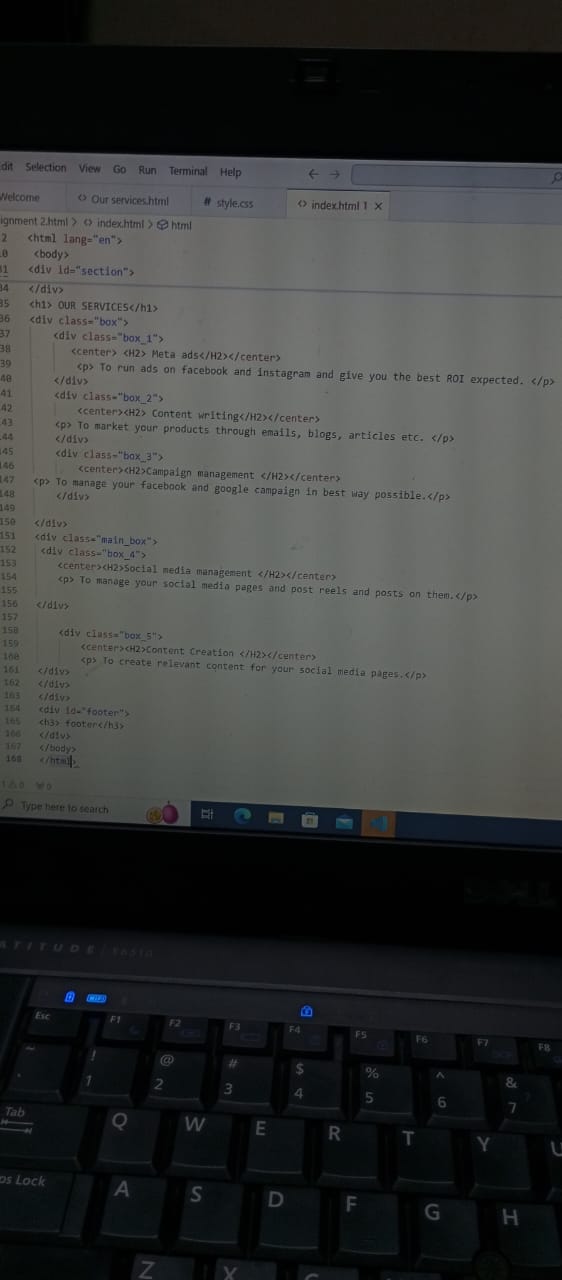 dit Selection View Go Run Terminal Help
Welcome <> Our services.html # style.css <> index.html 1 ×
ignment 2.html > <> index.html > html
2 <html lang="en">
0 <body>
31 <div id="section">
34 </div>
35 <h1> OUR SERVICES</h1>
36 <div class="box">
37 <div class="box_1">
38 <center> <H2> Meta ads</H2></center>
39 <p> To run ads on facebook and instagram and give you the best ROI expected. </p>
40 </div>
41 <div class="box_2">
42 <center><H2> Content writing</H2></center>
43 <p> To market your products through emails, blogs, articles etc. </p>
44 </div>
145 <div class="box_3">
146 <center><H2>Campaign management </H2></center>
147 <p> To manage your facebook and google campaign in best way possible.</p>
148 </div>
149
150 </div>
151 <div class="main_box">
152 <div class="box_4">
153 <center><H2>Social media management </H2></center>
154 <p> To manage your social media pages and post reels and posts on them.</p>
155
156 </div>
157
158 <div class="box_5">
159 <center><H2>Content Creation </H2></center>
160 <p> To create relevant content for your social media pages.</p>
161 </div>
162 </div>
163 </div>
164 <div id="footer">
165 <h3> footer</h3>
166 </div>
167 </body>
168 </html>
Type here to search
DELL
ATITUDE
Esc F1 F2 F3 F4 F5 F6 F7 F8
~ ! @ # $ % ^ &
1 2 3 4 5 6 7
Tab Q W E R T Y U
ps Lock A S D F G H
Z X C